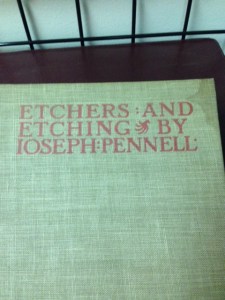 ETCHERS : AND
ETCHING BY
IOSEPH : PENNELL :